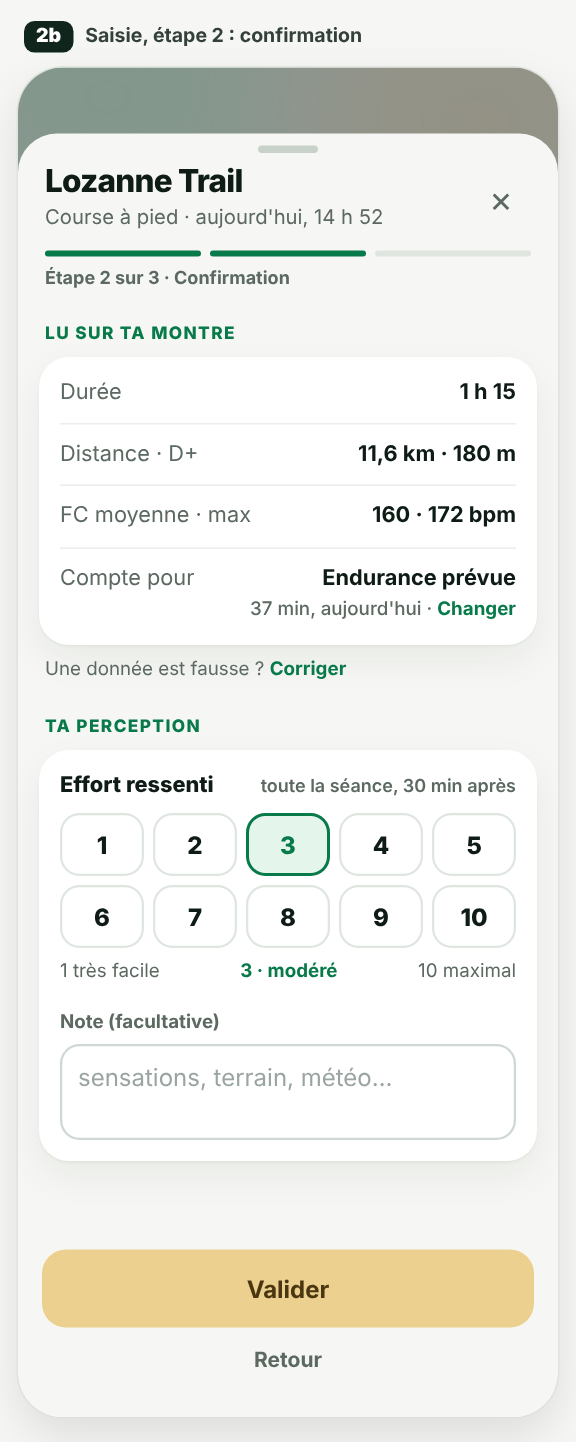 2b Saisie, étape 2 : confirmation
Lozanne Trail
Course à pied · aujourd'hui, 14 h 52
✕
Étape 2 sur 3 · Confirmation
LU SUR TA MONTRE
Durée 1 h 15
Distance · D+ 11,6 km · 180 m
FC moyenne · max 160 · 172 bpm
Compte pour Endurance prévue
37 min, aujourd'hui · Changer
Une donnée est fausse ? Corriger
TA PERCEPTION
Effort ressenti toute la séance, 30 min après
1 2 3 4 5
6 7 8 9 10
1 très facile 3 · modéré 10 maximal
Note (facultative)
sensations, terrain, météo…
Valider
Retour